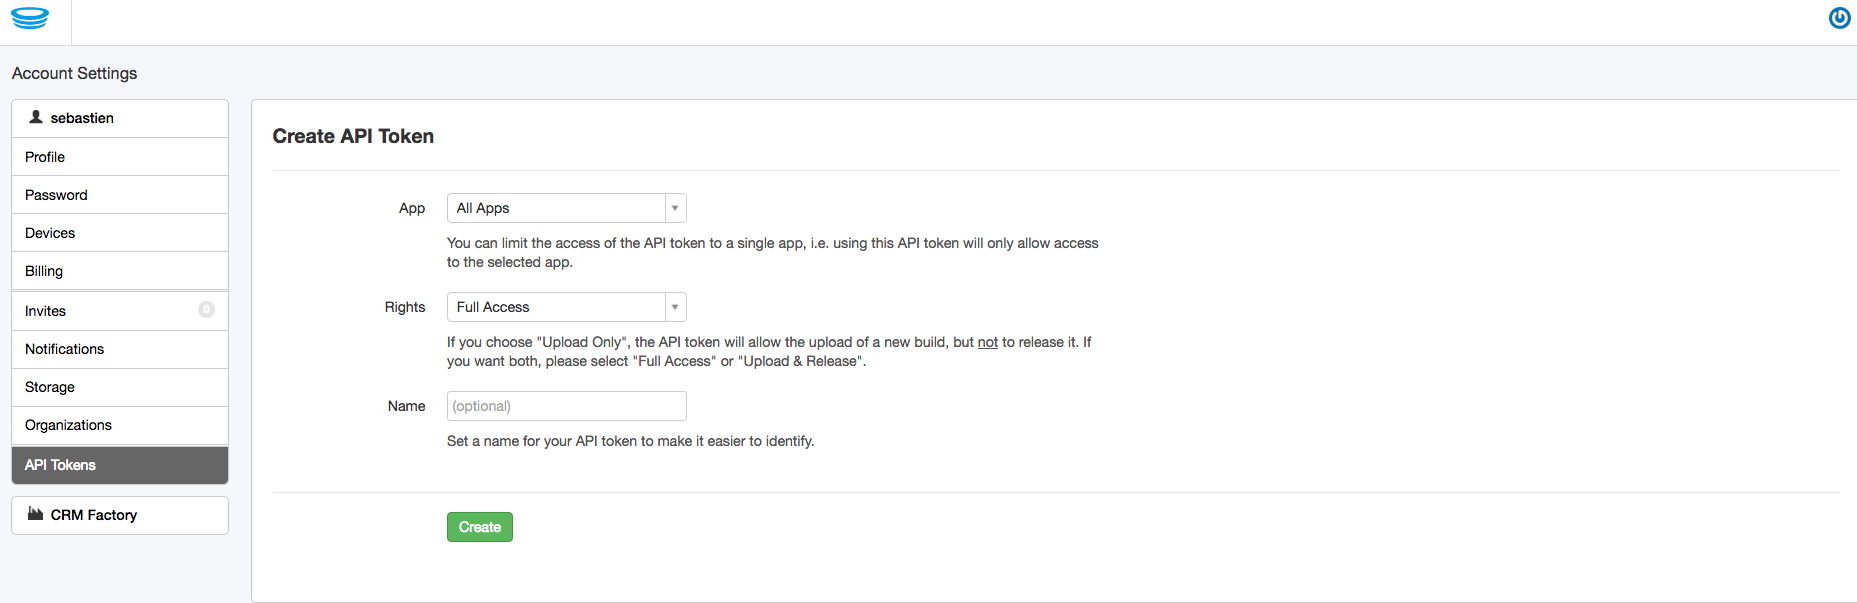 Account Settings
sebastien
Profile
Password
Devices
Billing
Invites 0
Notifications
Storage
Organizations
API Tokens
CRM Factory
Create API Token
App All Apps
You can limit the access of the API token to a single app, i.e. using this API token will only allow access
to the selected app.
Rights Full Access
If you choose "Upload Only", the API token will allow the upload of a new build, but not to release it. If
you want both, please select "Full Access" or "Upload & Release".
Name (optional)
Set a name for your API token to make it easier to identify.
Create